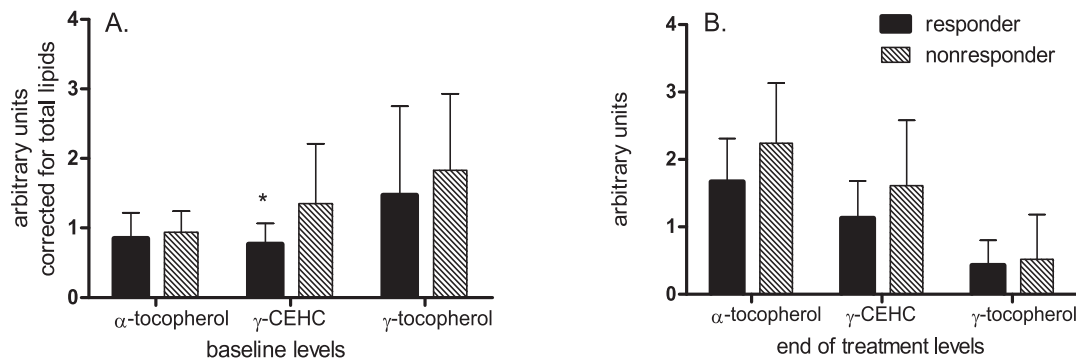 A.
arbitrary units
corrected for total lipids
4
3
2
1
0
*
α-tocopherol γ-CEHC γ-tocopherol
baseline levels
B.
responder
nonresponder
arbitrary units
4
3
2
1
0
α-tocopherol γ-CEHC γ-tocopherol
end of treatment levels